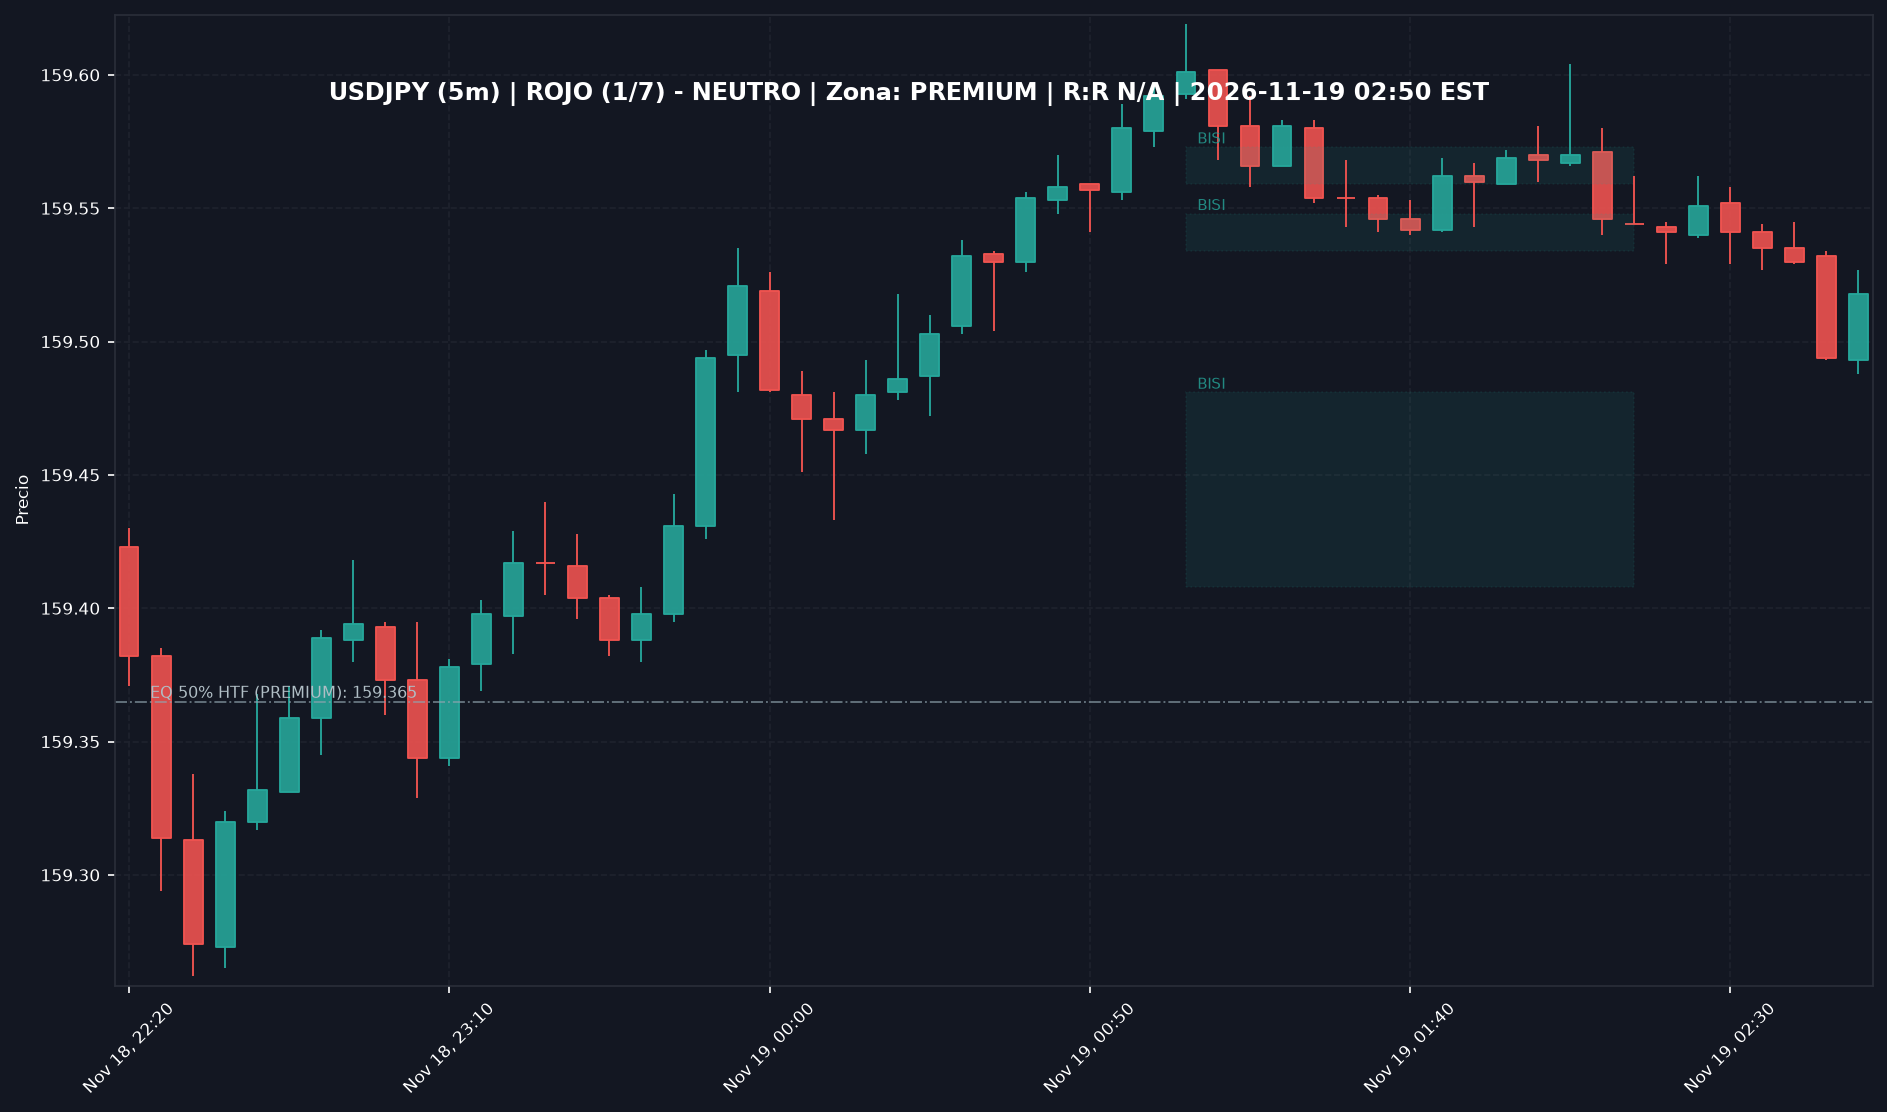 USDJPY (5m) | ROJO (1/7) - NEUTRO | Zona: PREMIUM | R:R N/A | 2026-11-19 02:50 EST
Precio
159.60
159.55
159.50
159.45
159.40
159.35
159.30
BISI
BISI
BISI
EQ 50% HTF (PREMIUM): 159.365
Nov 18, 22:20
Nov 18, 23:10
Nov 19, 00:00
Nov 19, 00:50
Nov 19, 01:40
Nov 19, 02:30